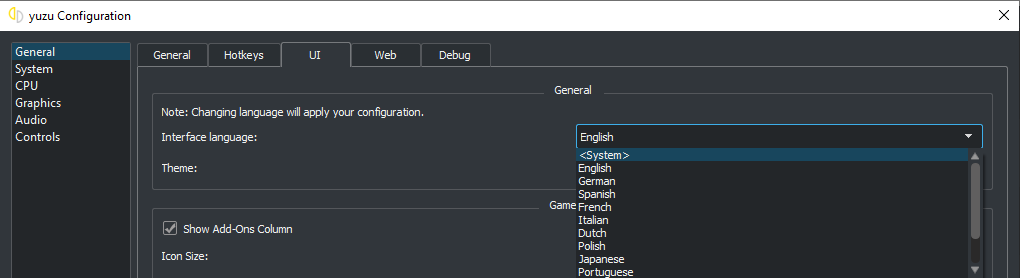 yuzu Configuration
General
System
CPU
Graphics
Audio
Controls
General Hotkeys UI Web Debug
General
Note: Changing language will apply your configuration.
Interface language: English
<System>
English
German
Spanish
French
Italian
Dutch
Polish
Japanese
Portuguese
Theme:
Game
Show Add-Ons Column
Icon Size: